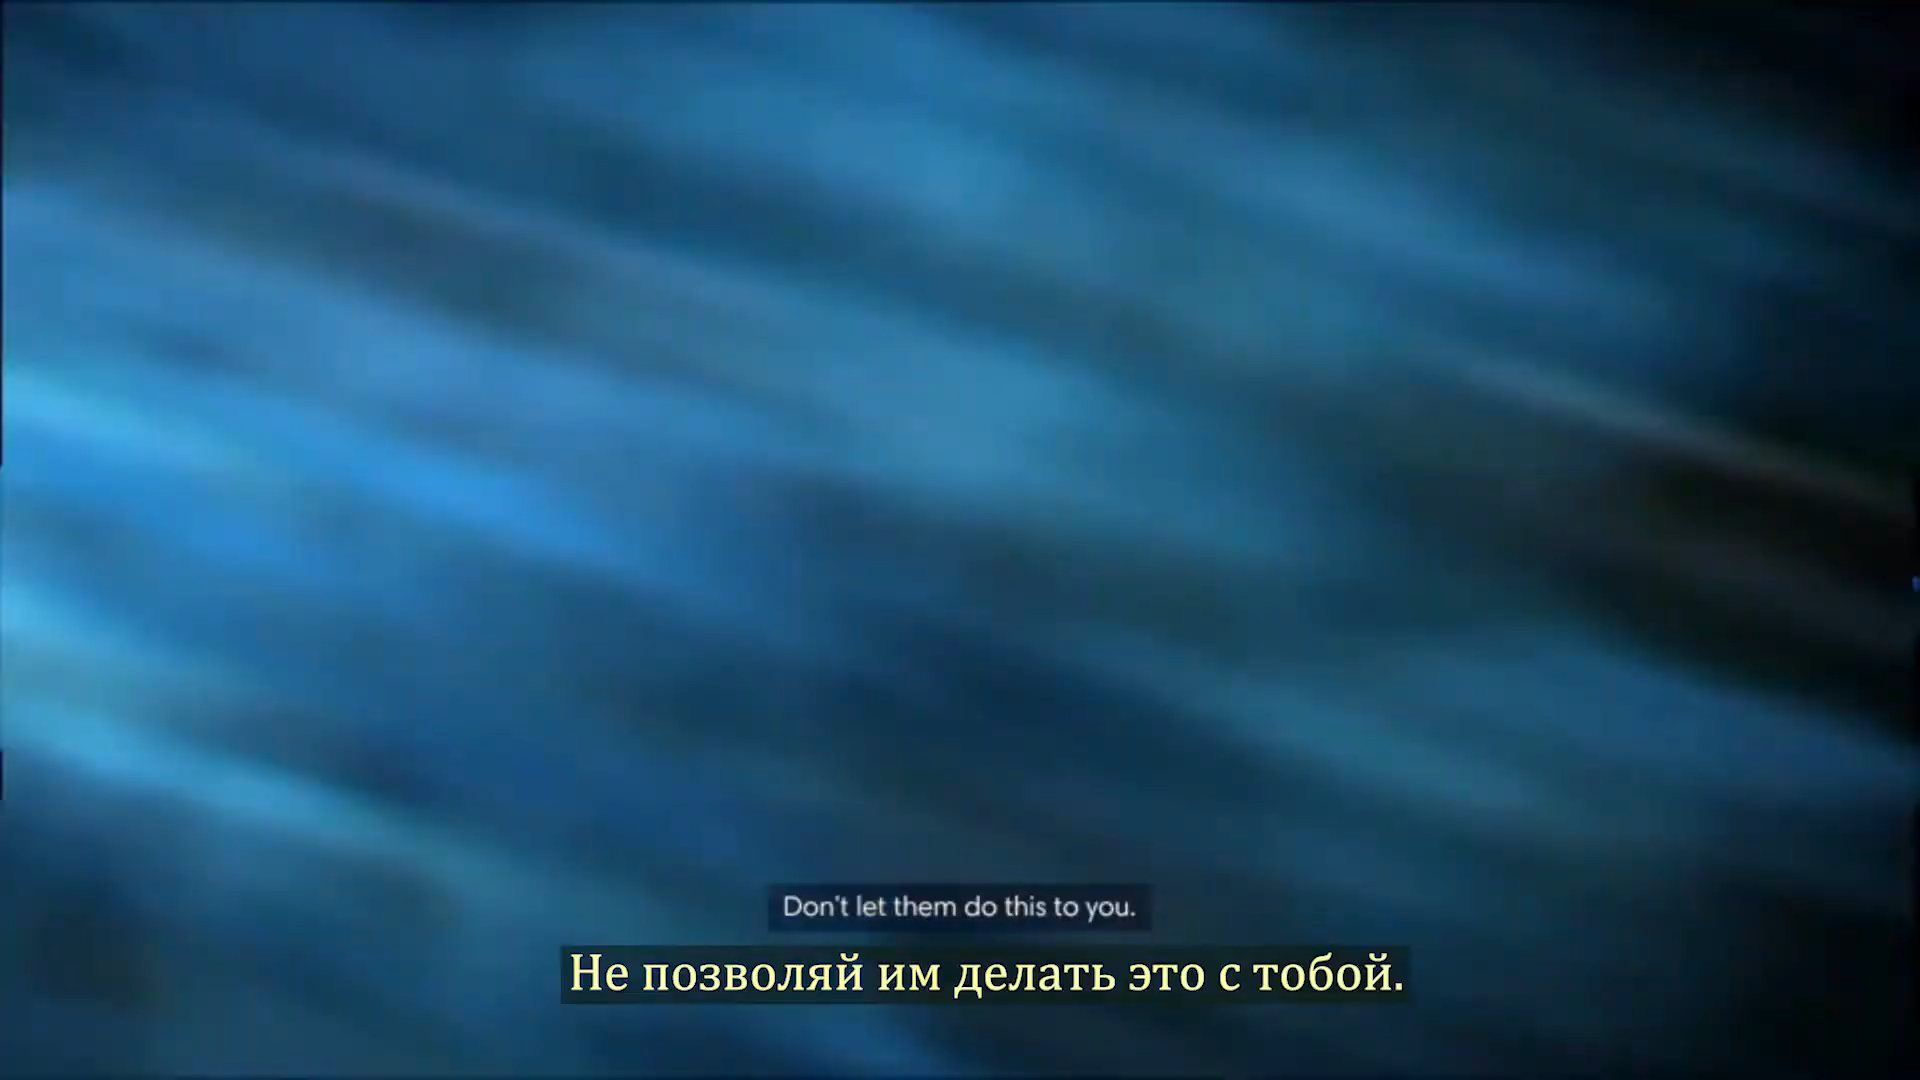 Don't let them do this to you.
Не позволяй им делать это с тобой.